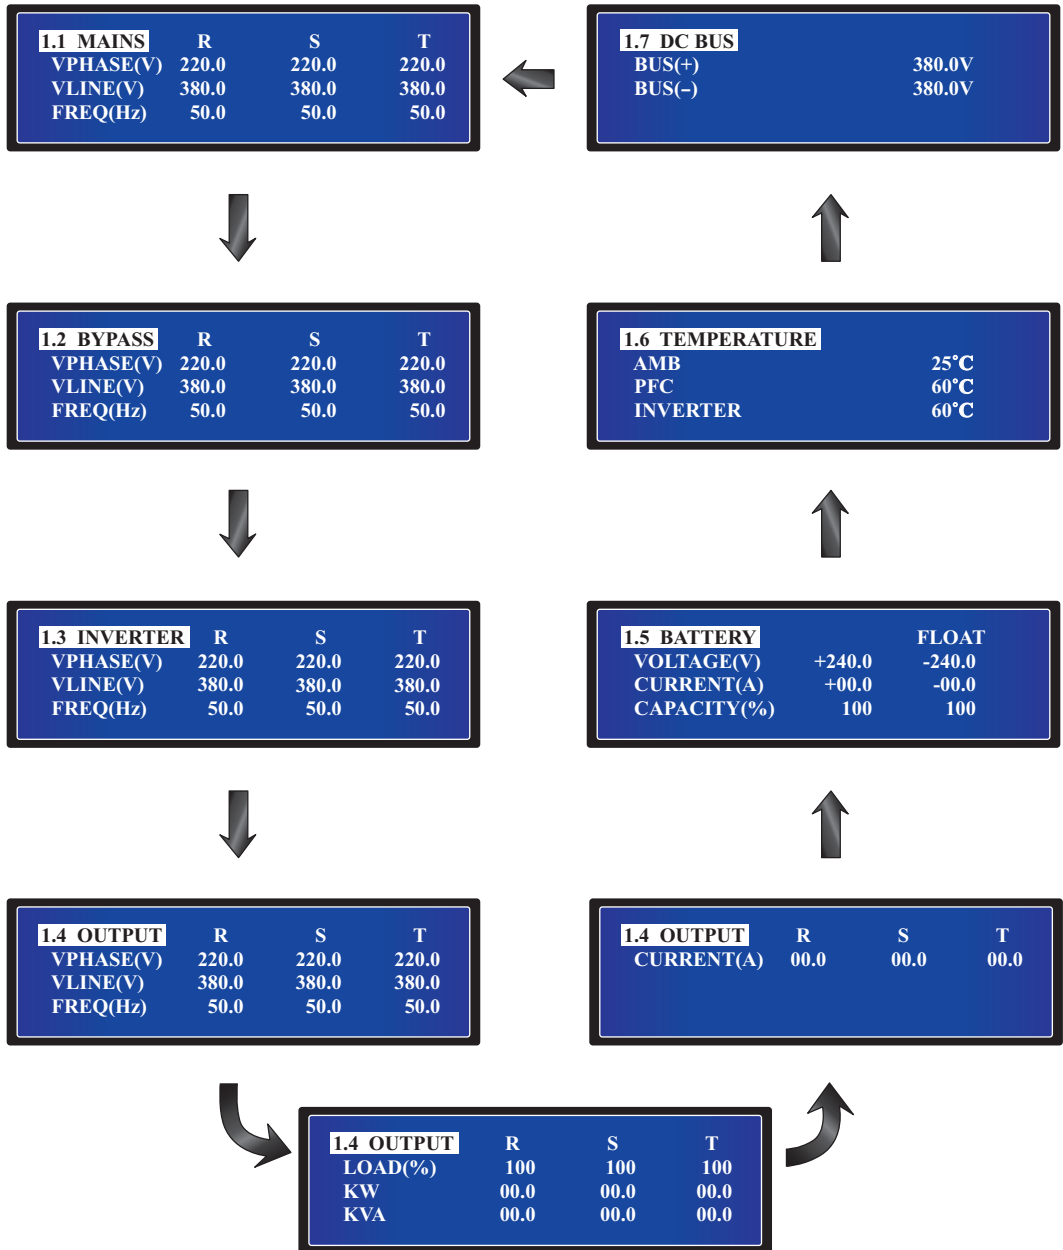 1.1 MAINS R S T
VPHASE(V) 220.0 220.0 220.0
VLINE(V) 380.0 380.0 380.0
FREQ(Hz) 50.0 50.0 50.0
1.2 BYPASS R S T
VPHASE(V) 220.0 220.0 220.0
VLINE(V) 380.0 380.0 380.0
FREQ(Hz) 50.0 50.0 50.0
1.3 INVERTER R S T
VPHASE(V) 220.0 220.0 220.0
VLINE(V) 380.0 380.0 380.0
FREQ(Hz) 50.0 50.0 50.0
1.4 OUTPUT R S T
VPHASE(V) 220.0 220.0 220.0
VLINE(V) 380.0 380.0 380.0
FREQ(Hz) 50.0 50.0 50.0
1.4 OUTPUT R S T
LOAD(%) 100 100 100
KW 00.0 00.0 00.0
KVA 00.0 00.0 00.0
1.4 OUTPUT R S T
CURRENT(A) 00.0 00.0 00.0
1.5 BATTERY FLOAT
VOLTAGE(V) +240.0 -240.0
CURRENT(A) +00.0 -00.0
CAPACITY(%) 100 100
1.6 TEMPERATURE
AMB 25°C
PFC 60°C
INVERTER 60°C
1.7 DC BUS
BUS(+) 380.0V
BUS(−) 380.0V